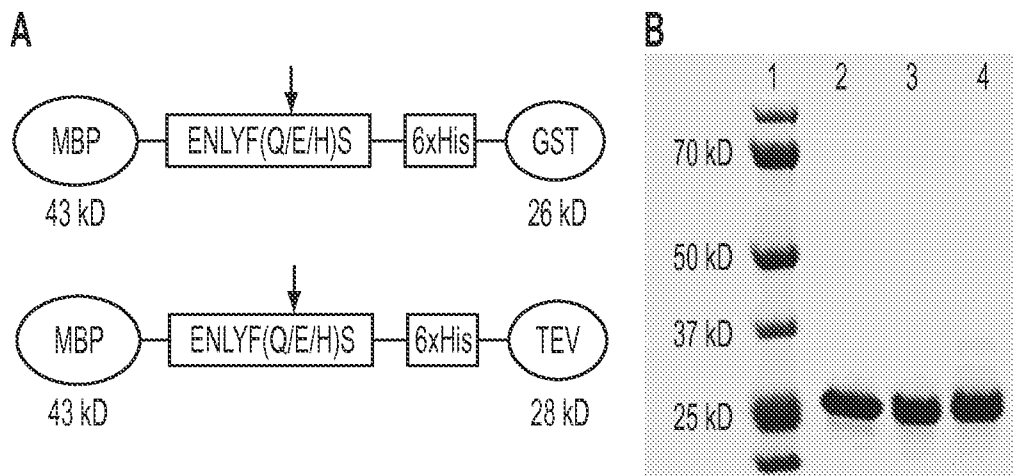 A
MBP
ENLYF(Q/E/H)S
6xHis
GST
43 kD
26 kD
MBP
ENLYF(Q/E/H)S
6xHis
TEV
43 kD
28 kD
B
1 2 3 4
70 kD
50 kD
37 kD
25 kD